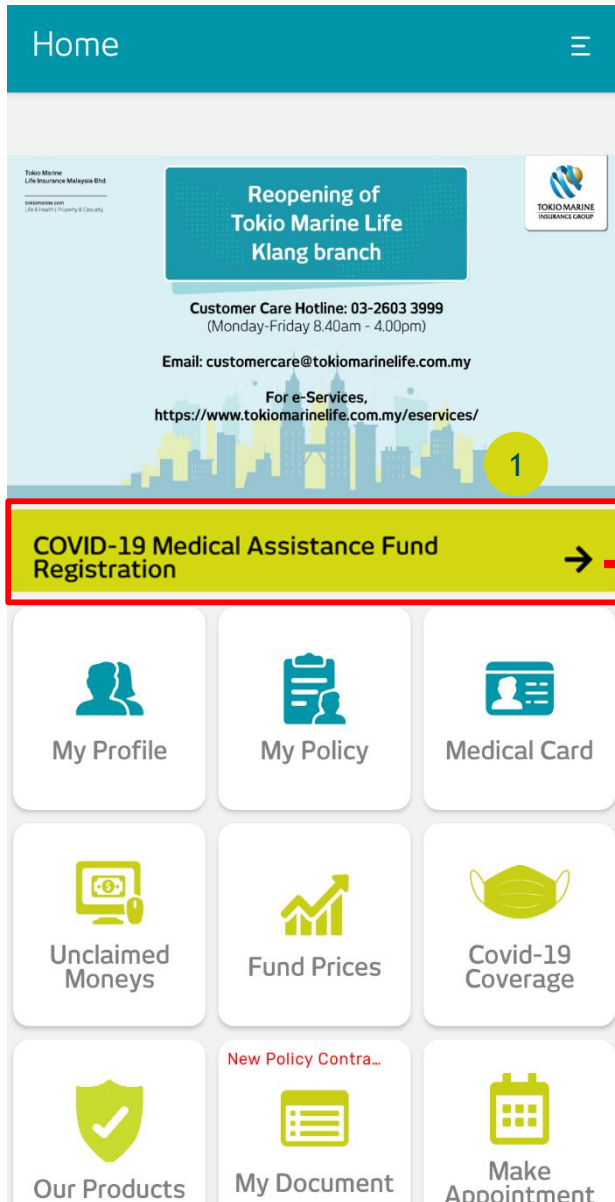 Home
Tokio Marine
Life Insurance Malaysia Bhd.
tokiomarine.com
Life & Health | Property & Casualty
Reopening of
Tokio Marine Life
Klang branch
TOKIO MARINE
INSURANCE GROUP
Customer Care Hotline: 03-2603 3999
(Monday-Friday 8.40am - 4.00pm)
Email: customercare@tokiomarinelife.com.my
For e-Services,
https://www.tokiomarinelife.com.my/eservices/
1
COVID-19 Medical Assistance Fund
Registration
My Profile
My Policy
Medical Card
Unclaimed
Moneys
Fund Prices
Covid-19
Coverage
New Policy Contra...
Our Products
My Document
Make
Appointment